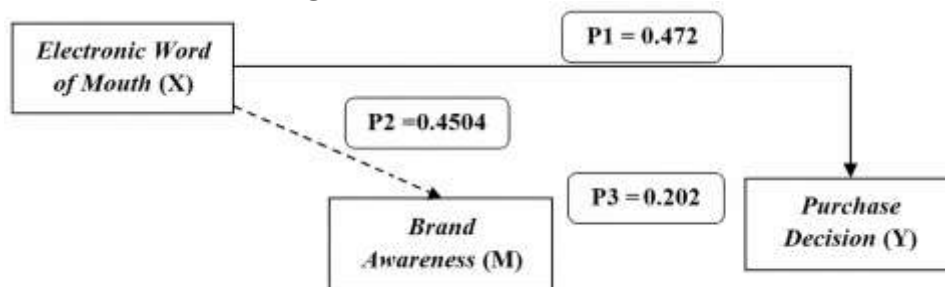 P1 = 0.472
Electronic Word
of Mouth (X)
P2 =0.4504
P3 = 0.202
Brand
Awareness (M)
Purchase
Decision (Y)